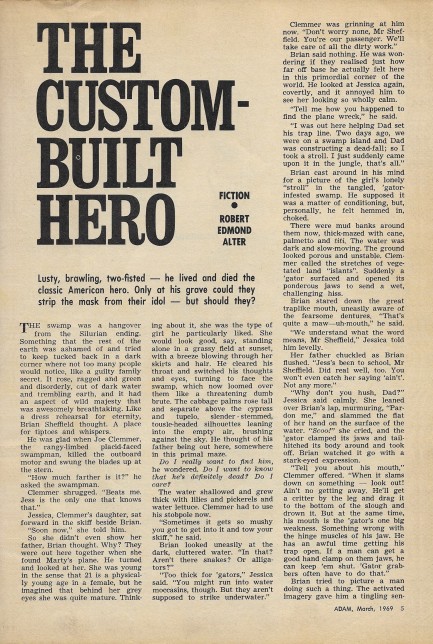 THE
CUSTOM-
BUILT
HERO
FICTION
●
ROBERT
EDMOND
ALTER
Lusty, brawling, two-fisted — he lived and died the
classic American hero. Only at his grave could they
strip the mask from their idol — but should they?
THE swamp was a hangover
from the Silurian ending.
Something that the rest of the
earth was ashamed of and tried
to keep tucked back in a dark
corner where not too many people
would notice, like a guilty family
secret. It rose, ragged and green
and disorderly, out of dark water
and trembling earth, and it had
an aspect of wild majesty that
was awesomely breathtaking. Like
a dress rehearsal for eternity,
Brian Sheffield thought. A place
for tiptoes and whispers.
He was glad when Joe Clemmer,
the rangy-limbed placid-faced
swampman, killed the outboard
motor and swung the blades up at
the stern.
"How much farther is it?" he
asked the swampman.
Clemmer shrugged. "Beats me.
Jess is the only one that knows
that."
Jessica, Clemmer's daughter, sat
forward in the skiff beside Brian.
"Soon now," she told him.
So she didn't even show her
father, Brian thought. Why? They
were out here together when she
found Marty's plane. He turned
and looked at her. She was young
in the sense that 21 is a physical-
ly young age in a female, but he
imagined that behind her grey
eyes she was quite mature. Think-
ing about it, she was the type of
girl he particularly liked. She
would look good, say, standing
alone in a grassy field at sunset,
with a breeze blowing through her
skirts and hair. He cleared his
throat and switched his thoughts
and eyes, turning to face the
swamp, which now loomed over
them like a threatening dumb
brute. The cabbage palms rose tall
and separate above the cypress
and tupelo, slender-stemmed,
tousle-headed silhouettes leaning
into the empty air, brushing
against the sky. He thought of his
father being out here, somewhere
in this primal maze.
Do I really want to find him,
he wondered. Do I want to know
that he's definitely dead? Do I
care?
The water shallowed and grew
thick with lilies and pickerels and
water lettuce. Clemmer had to use
his stobpole now.
"Sometimes it gets so mushy
you got to get into it and tow your
skiff," he said.
Brian looked uneasily at the
dark, cluttered water. "In that?
Aren't there snakes? Or alliga-
tors?"
"Too thick for 'gators," Jessica
said. "You might run into water
moccasins, though. But they aren't
supposed to strike underwater."
Clemmer was grinning at him
now. "Don't worry none, Mr Shef-
field. You're our passenger. We'll
take care of all the dirty work."
Brian said nothing. He was won-
dering if they realised just how
far off base he actually felt here
in this primordial corner of the
world. He looked at Jessica again,
covertly, and it annoyed him to
see her looking so wholly calm.
"Tell me how you happened to
find the plane wreck," he said.
"I was out here helping Dad set
his trap line. Two days ago, we
were on a swamp island and Dad
was constructing a dead-fall; so I
took a stroll. I just suddenly came
upon it in the jungle, that's all."
Brian cast around in his mind
for a picture of the girl's lonely
"stroll" in the tangled, 'gator-
infested swamp. He supposed it
was a matter of conditioning, but,
personally, he felt hemmed in,
choked.
There were mud banks around
them now, thick-mazed with cane,
palmetto and titi. The water was
dark and slow-moving. The ground
looked porous and unstable. Clem-
mer called the stretches of vege-
tated land "islants". Suddenly a
'gator surfaced and opened its
ponderous jaws to send a wet,
challenging hiss.
Brian stared down the great
traplike mouth, uneasily aware of
the fearsome dentures. "That's
quite a maw—uh—mouth," he said.
"We understand what the word
means, Mr Sheffield," Jessica told
him levelly.
Her father chuckled as Brian
flushed. "Jess's been to school, Mr
Sheffield. Did real well, too. You
won't even catch her saying 'ain't'.
Not any more."
"Why don't you hush, Dad?"
Jessica said calmly. She leaned
over Brian's lap, murmuring, "Par-
don me," and slammed the flat
of her hand on the surface of the
water. "Scoo!" she cried, and the
'gator clamped its jaws and tail-
hitched its body around and took
off. Brian watched it go with a
stark-eyed expression.
"Tell you about his mouth,"
Clemmer offered. "When it slams
down on something — look out!
Ain't no getting away. He'll get
a critter by the leg and drag it
to the bottom of the slough and
drown it. But at the same time,
his mouth is the 'gator's one big
weakness. Something wrong with
the hinge muscles of his jaw. He
has an awful time getting his
trap open. If a man can get a
good hand clamp on them jaws, he
can keep 'em shut. 'Gator grab-
bers often have to do that."
Brian tried to picture a man
doing such a thing. The activated
imagery gave him a tingling sen-
ADAM, March, 1969 5